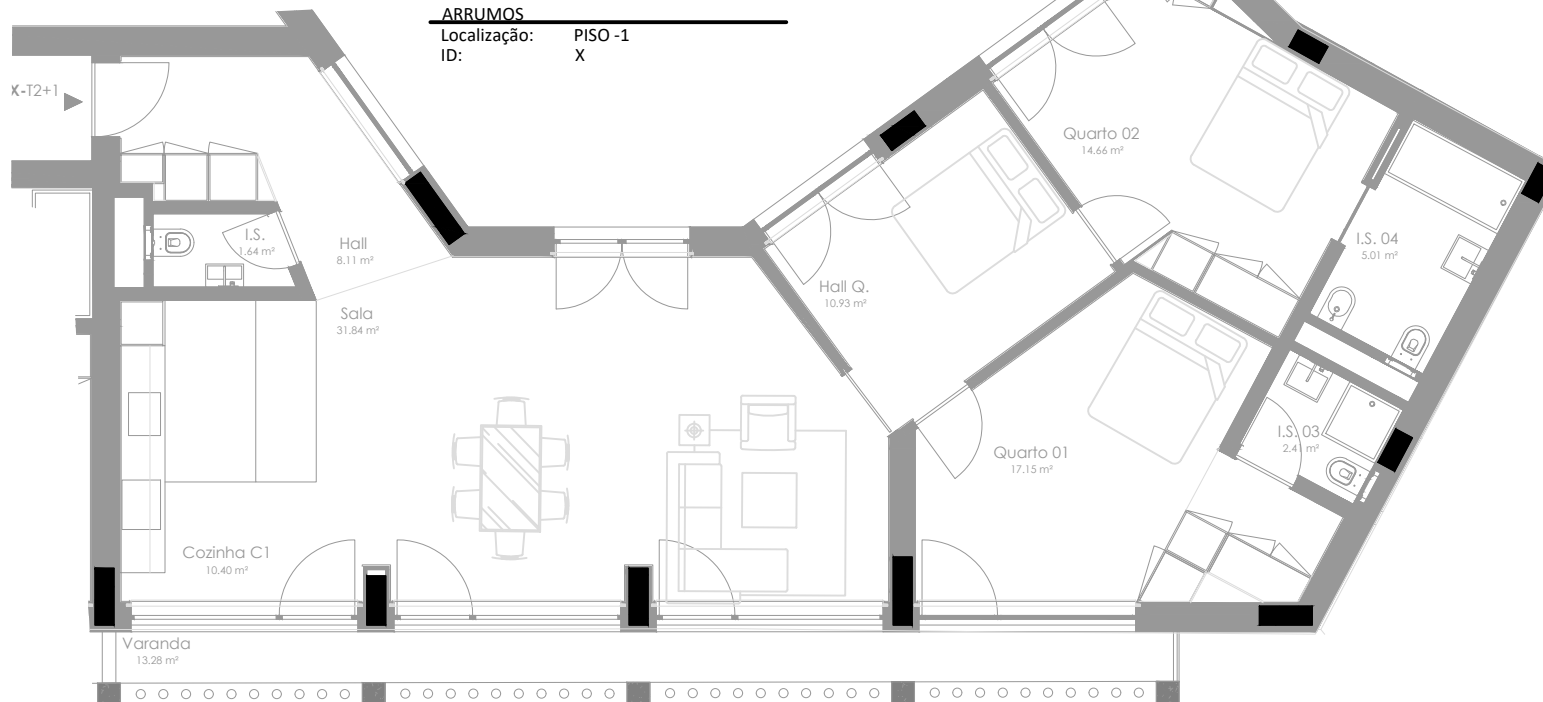 ARRUMOS
Localização: PISO -1
ID: X
X-T2+1
Quarto 02
14.66 m²
I.S.
1.64 m²
Hall
8.11 m²
I.S. 04
5.01 m²
Hall Q.
10.93 m²
Sala
31.84 m²
I.S. 03
2.41 m²
Quarto 01
17.15 m²
Cozinha C1
10.40 m²
Varanda
13.28 m²